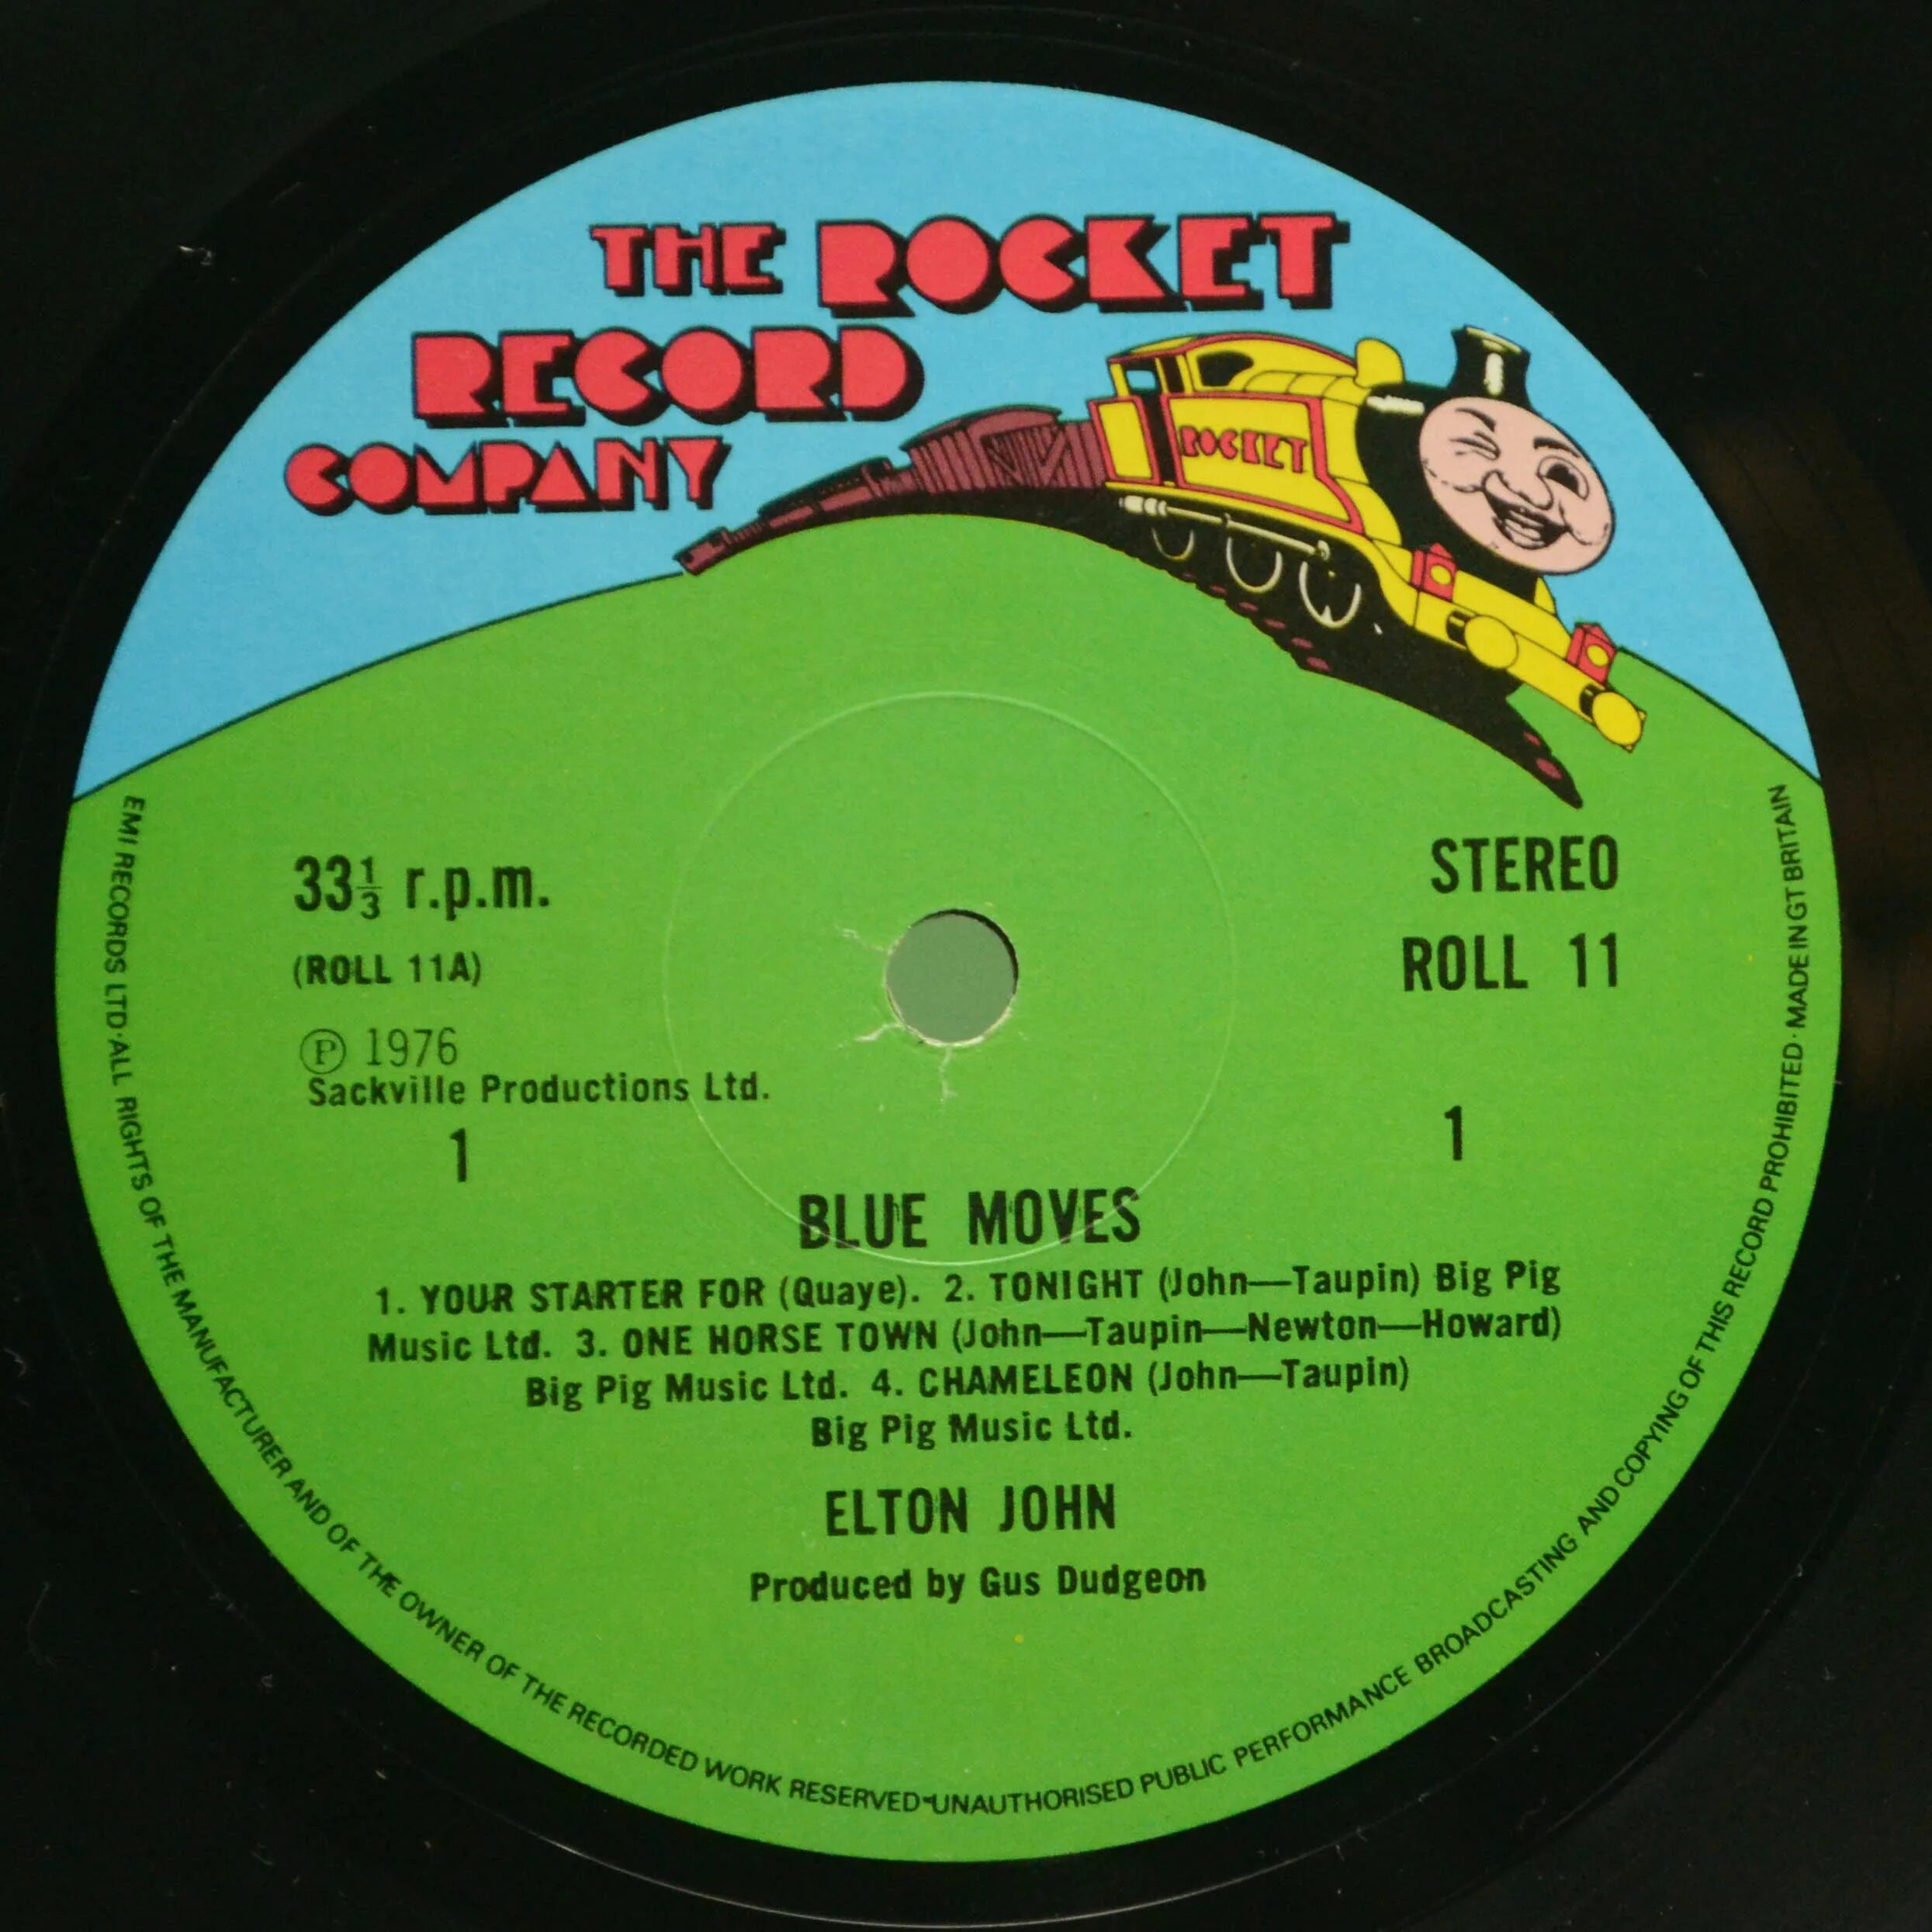 THE ROCKET
RECORD
COMPANY
ROCKET
33⅓ r.p.m.
(ROLL 11A)
℗ 1976
Sackville Productions Ltd.
1
STEREO
ROLL 11
1
BLUE MOVES
1. YOUR STARTER FOR (Quaye). 2. TONIGHT (John—Taupin) Big Pig
Music Ltd. 3. ONE HORSE TOWN (John—Taupin—Newton—Howard)
Big Pig Music Ltd. 4. CHAMELEON (John—Taupin)
Big Pig Music Ltd.
ELTON JOHN
Produced by Gus Dudgeon
EMI RECORDS LTD·ALL RIGHTS OF THE MANUFACTURER AND OF THE OWNER OF THE RECORDED WORK RESERVED·UNAUTHORISED PUBLIC PERFORMANCE BROADCASTING AND COPYING OF THIS RECORD PROHIBITED·MADE IN GT BRITAIN